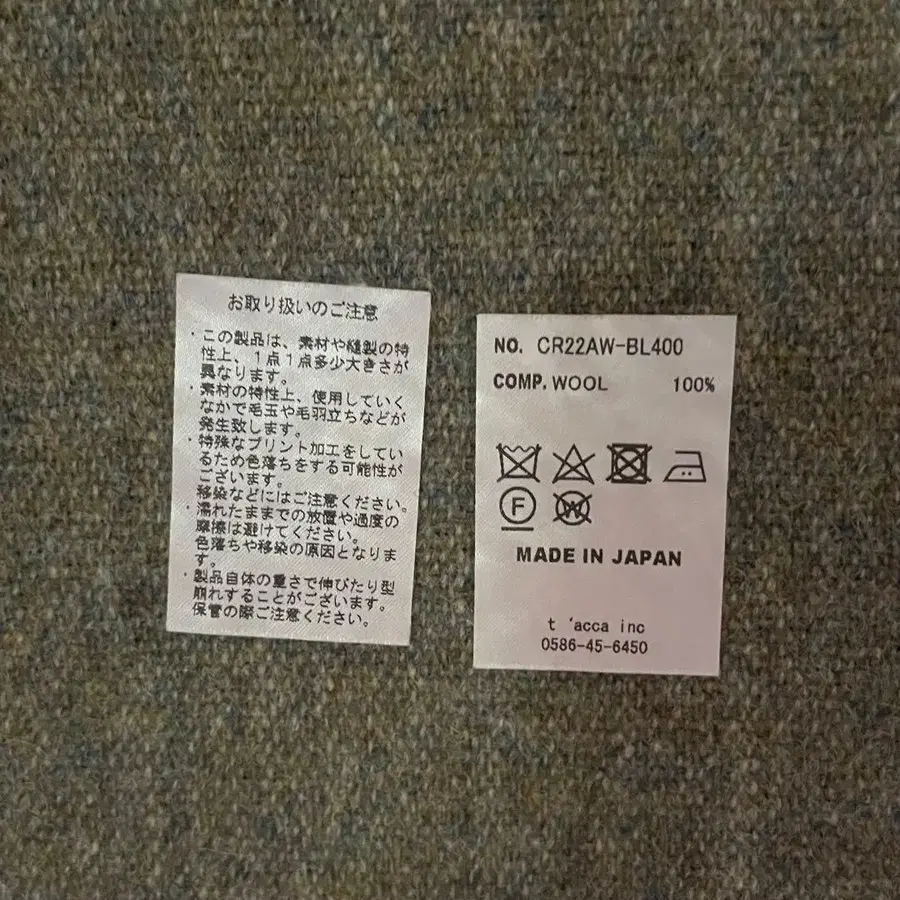 お取り扱いのご注意
・この製品は、素材や縫製の特
性上、1点1点多少大きさが
異なります。
・素材の特性上、使用していく
なかで毛玉や毛羽立ちなどが
発生致します。
・特殊なプリント加工をしてい
るため色落ちをする可能性が
ございます。
移染などにはご注意ください。
・濡れたままでの放置や過度の
摩擦は避けてください。
色落ちや移染の原因となりま
す。
・製品自体の重さで伸びたり型
崩れすることがございます。
保管の際ご注意ください。
NO. CR22AW-BL400
COMP. WOOL 100%
F W
MADE IN JAPAN
t 'acca inc
0586-45-6450